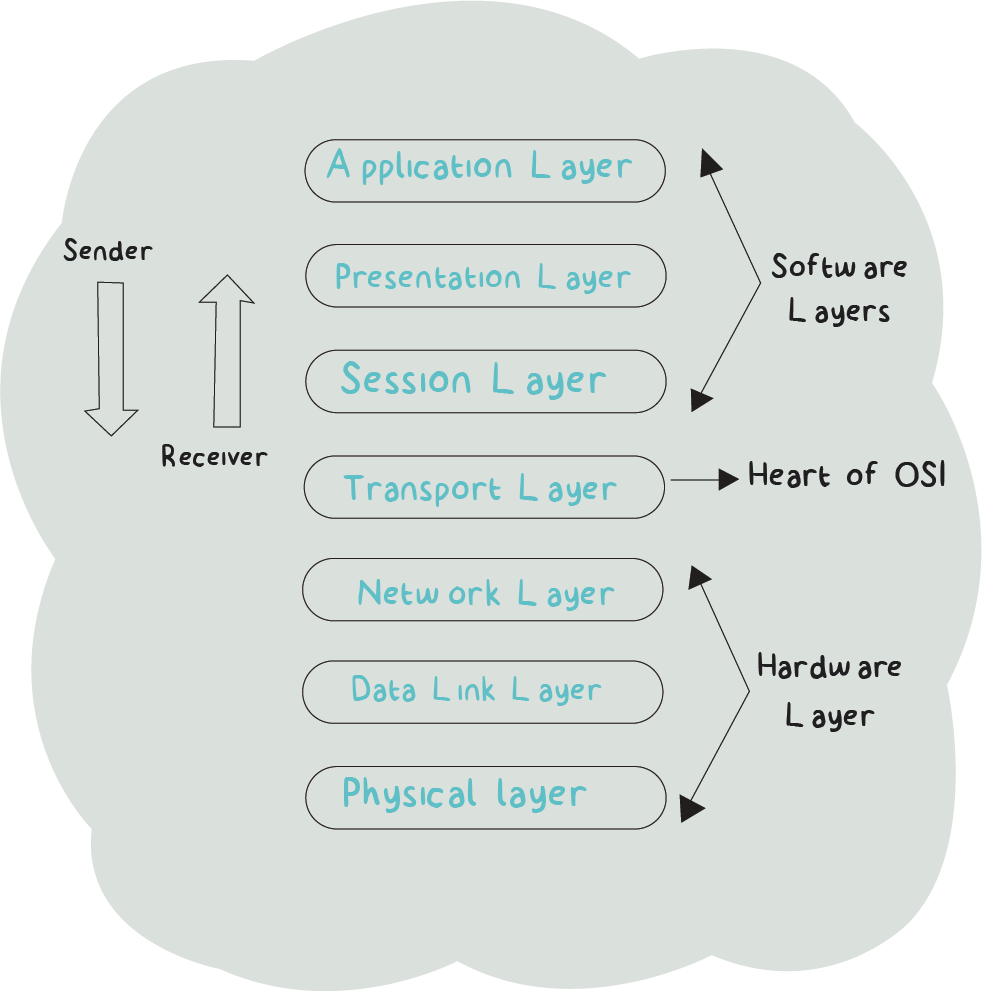 Application Layer
Presentation Layer
Session Layer
Transport Layer
Network Layer
Data Link Layer
Physical layer
Sender
Receiver
Software
Layers
Heart of OSI
Hardware
Layer